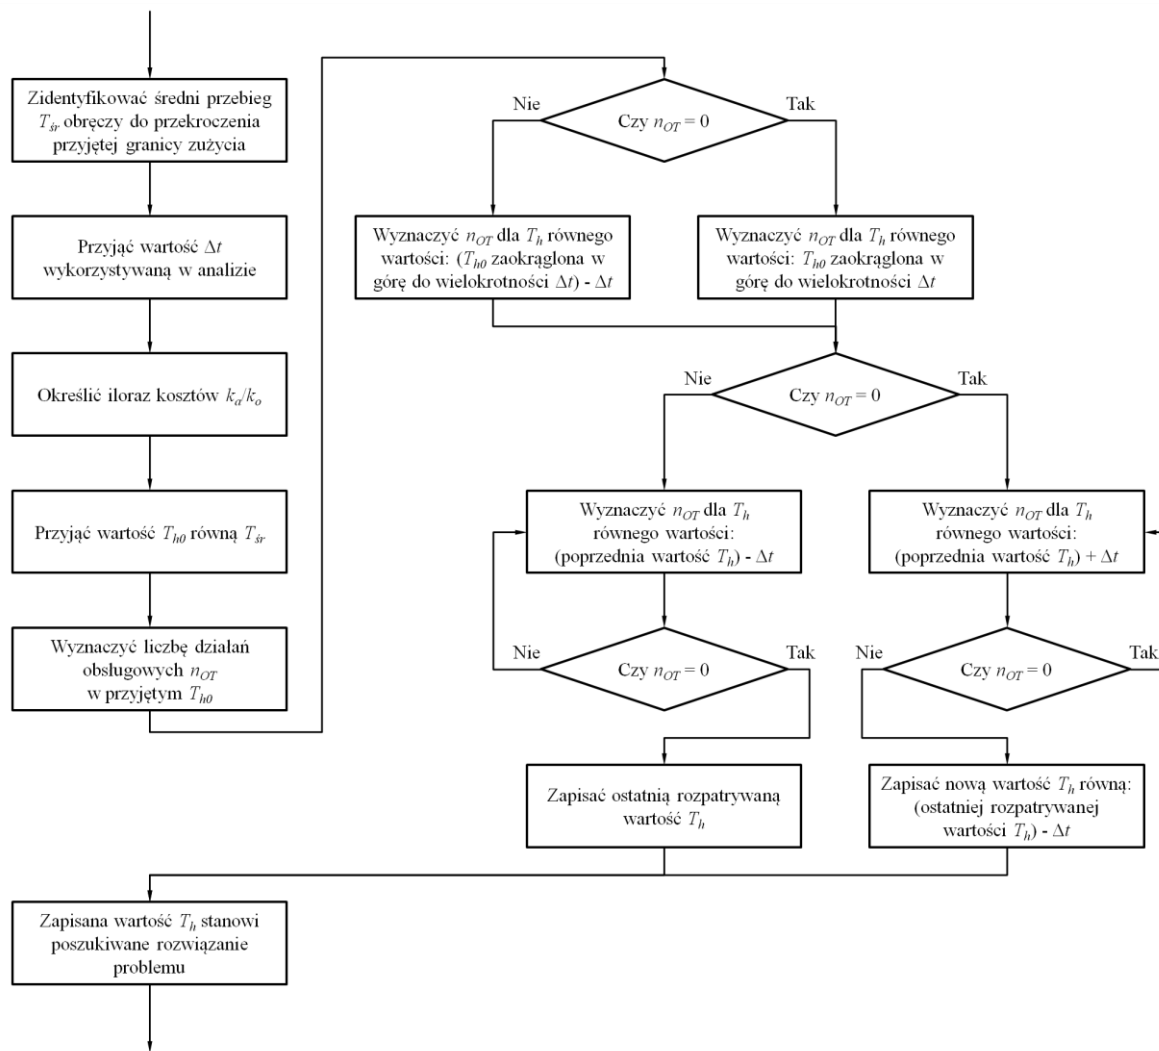 Zidentyfikować średni przebieg
T_śr obręczy do przekroczenia
przyjętej granicy zużycia
Przyjąć wartość Δt
wykorzystywaną w analizie
Określić iloraz kosztów k_a/k_o
Przyjąć wartość T_h0 równą T_śr
Wyznaczyć liczbę działań
obsługowych n_OT
w przyjętym T_h0
Nie
Czy n_OT = 0
Tak
Wyznaczyć n_OT dla T_h równego
wartości: (T_h0 zaokrąglona w
górę do wielokrotności Δt) - Δt
Wyznaczyć n_OT dla T_h równego
wartości: T_h0 zaokrąglona w
górę do wielokrotności Δt
Nie
Czy n_OT = 0
Tak
Wyznaczyć n_OT dla T_h
równego wartości:
(poprzednia wartość T_h) - Δt
Wyznaczyć n_OT dla T_h
równego wartości:
(poprzednia wartość T_h) + Δt
Nie
Czy n_OT = 0
Tak
Nie
Czy n_OT = 0
Tak
Zapisać ostatnią rozpatrywaną
wartość T_h
Zapisać nową wartość T_h równą:
(ostatniej rozpatrywanej
wartości T_h) - Δt
Zapisana wartość T_h stanowi
poszukiwane rozwiązanie
problemu